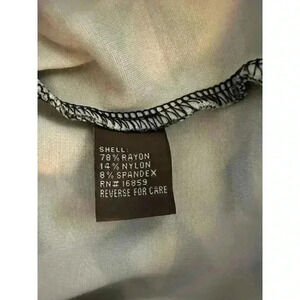 SHELL:
78% RAYON
14% NYLON
8% SPANDEX
RN# 16859
REVERSE FOR CARE